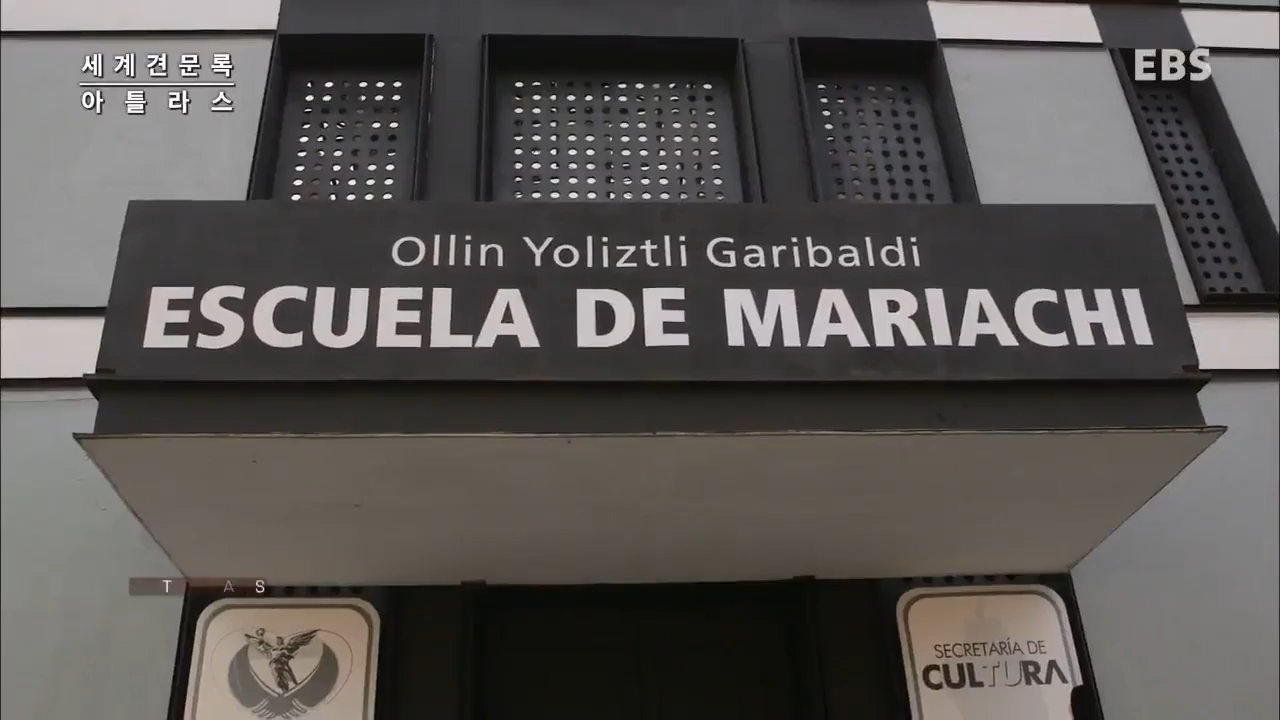 세계견문록
아틀라스
EBS
Ollin Yoliztli Garibaldi
ESCUELA DE MARIACHI
T AS
SECRETARÍA DE
CULTURA